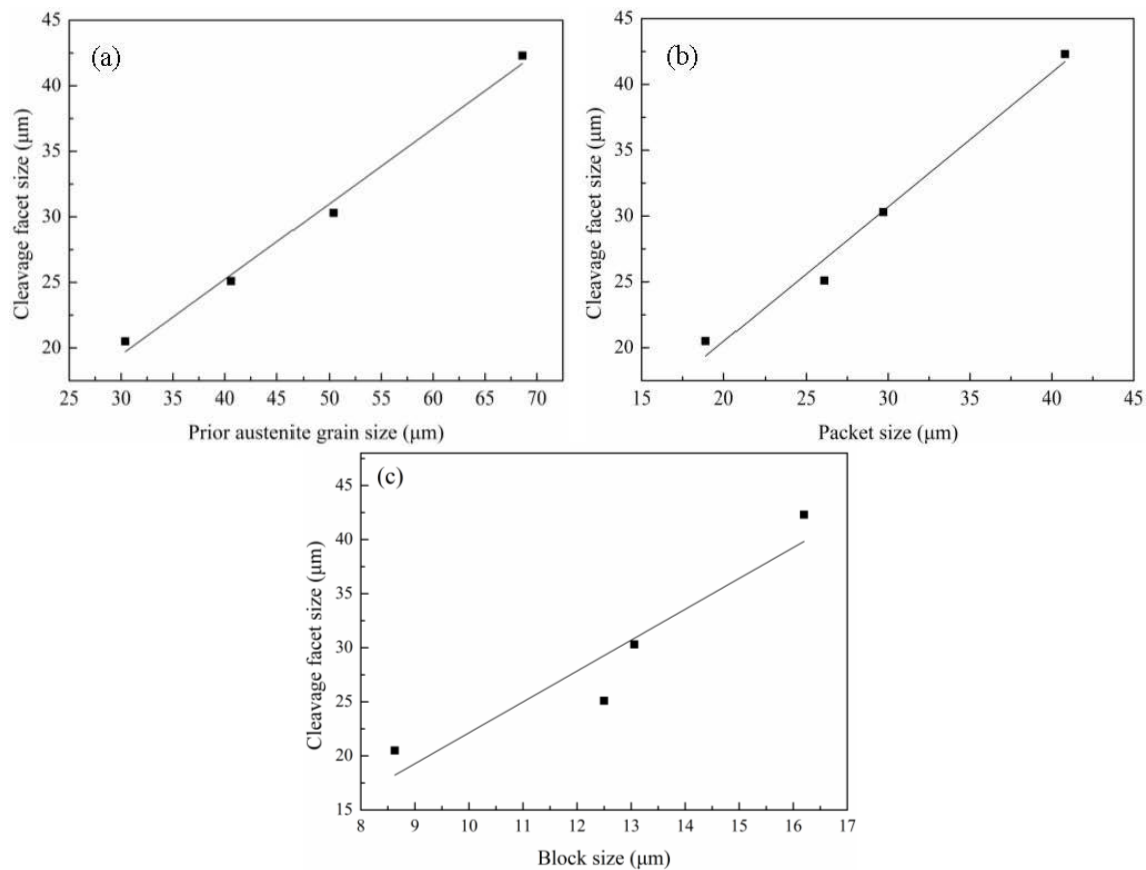 (a)
Cleavage facet size (μm)
45
40
35
30
25
20
25 30 35 40 45 50 55 60 65 70
Prior austenite grain size (μm)
(b)
Cleavage facet size (μm)
45
40
35
30
25
20
15 20 25 30 35 40 45
Packet size (μm)
(c)
Cleavage facet size (μm)
45
40
35
30
25
20
15
8 9 10 11 12 13 14 15 16 17
Block size (μm)